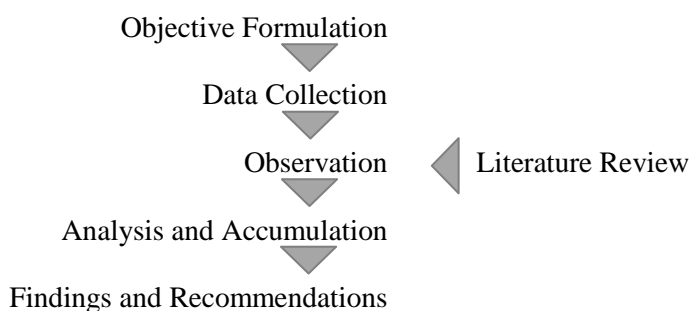 Objective Formulation
Data Collection
Observation
Literature Review
Analysis and Accumulation
Findings and Recommendations